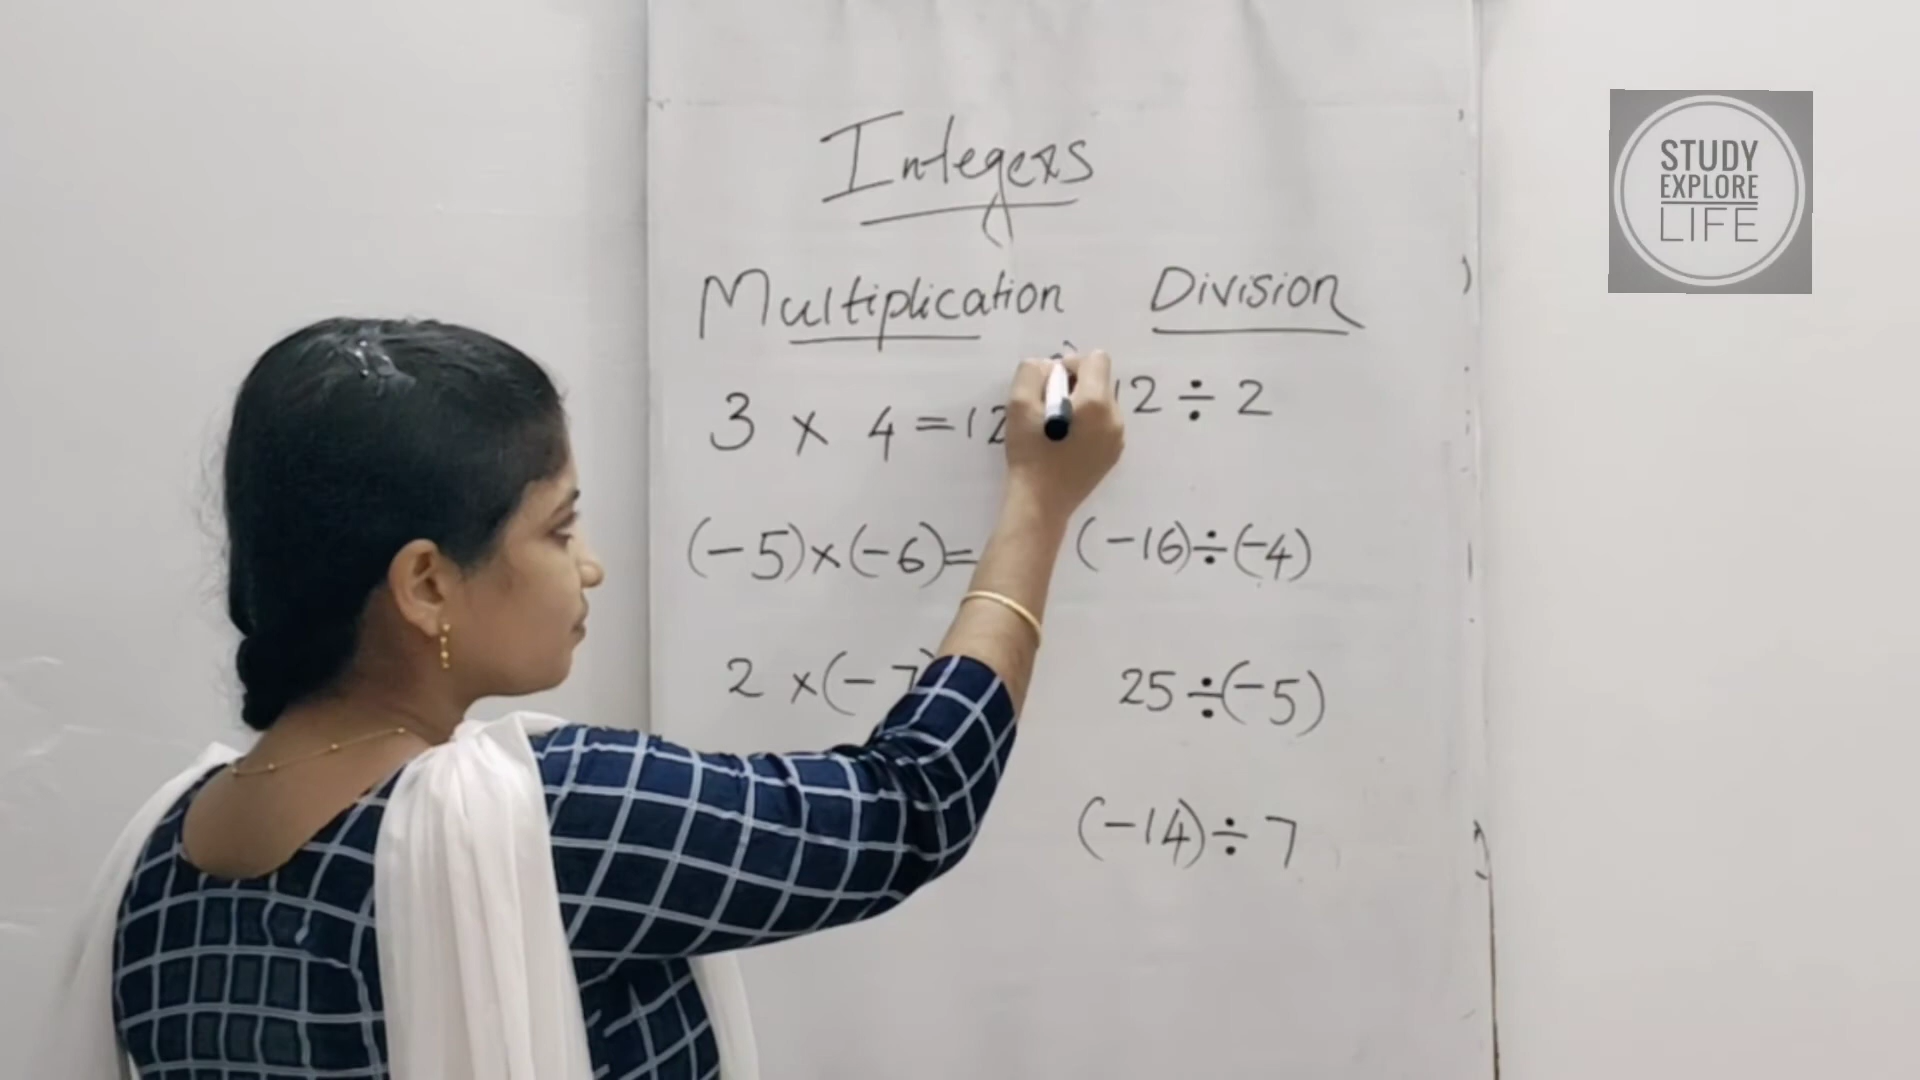 Integers
Multiplication Division
3 × 4 = 12 12 ÷ 2
(-5)×(-6)= (-16)÷(-4)
2 ×(-7 25 ÷(-5)
(-14)÷ 7
STUDY
EXPLORE
LIFE